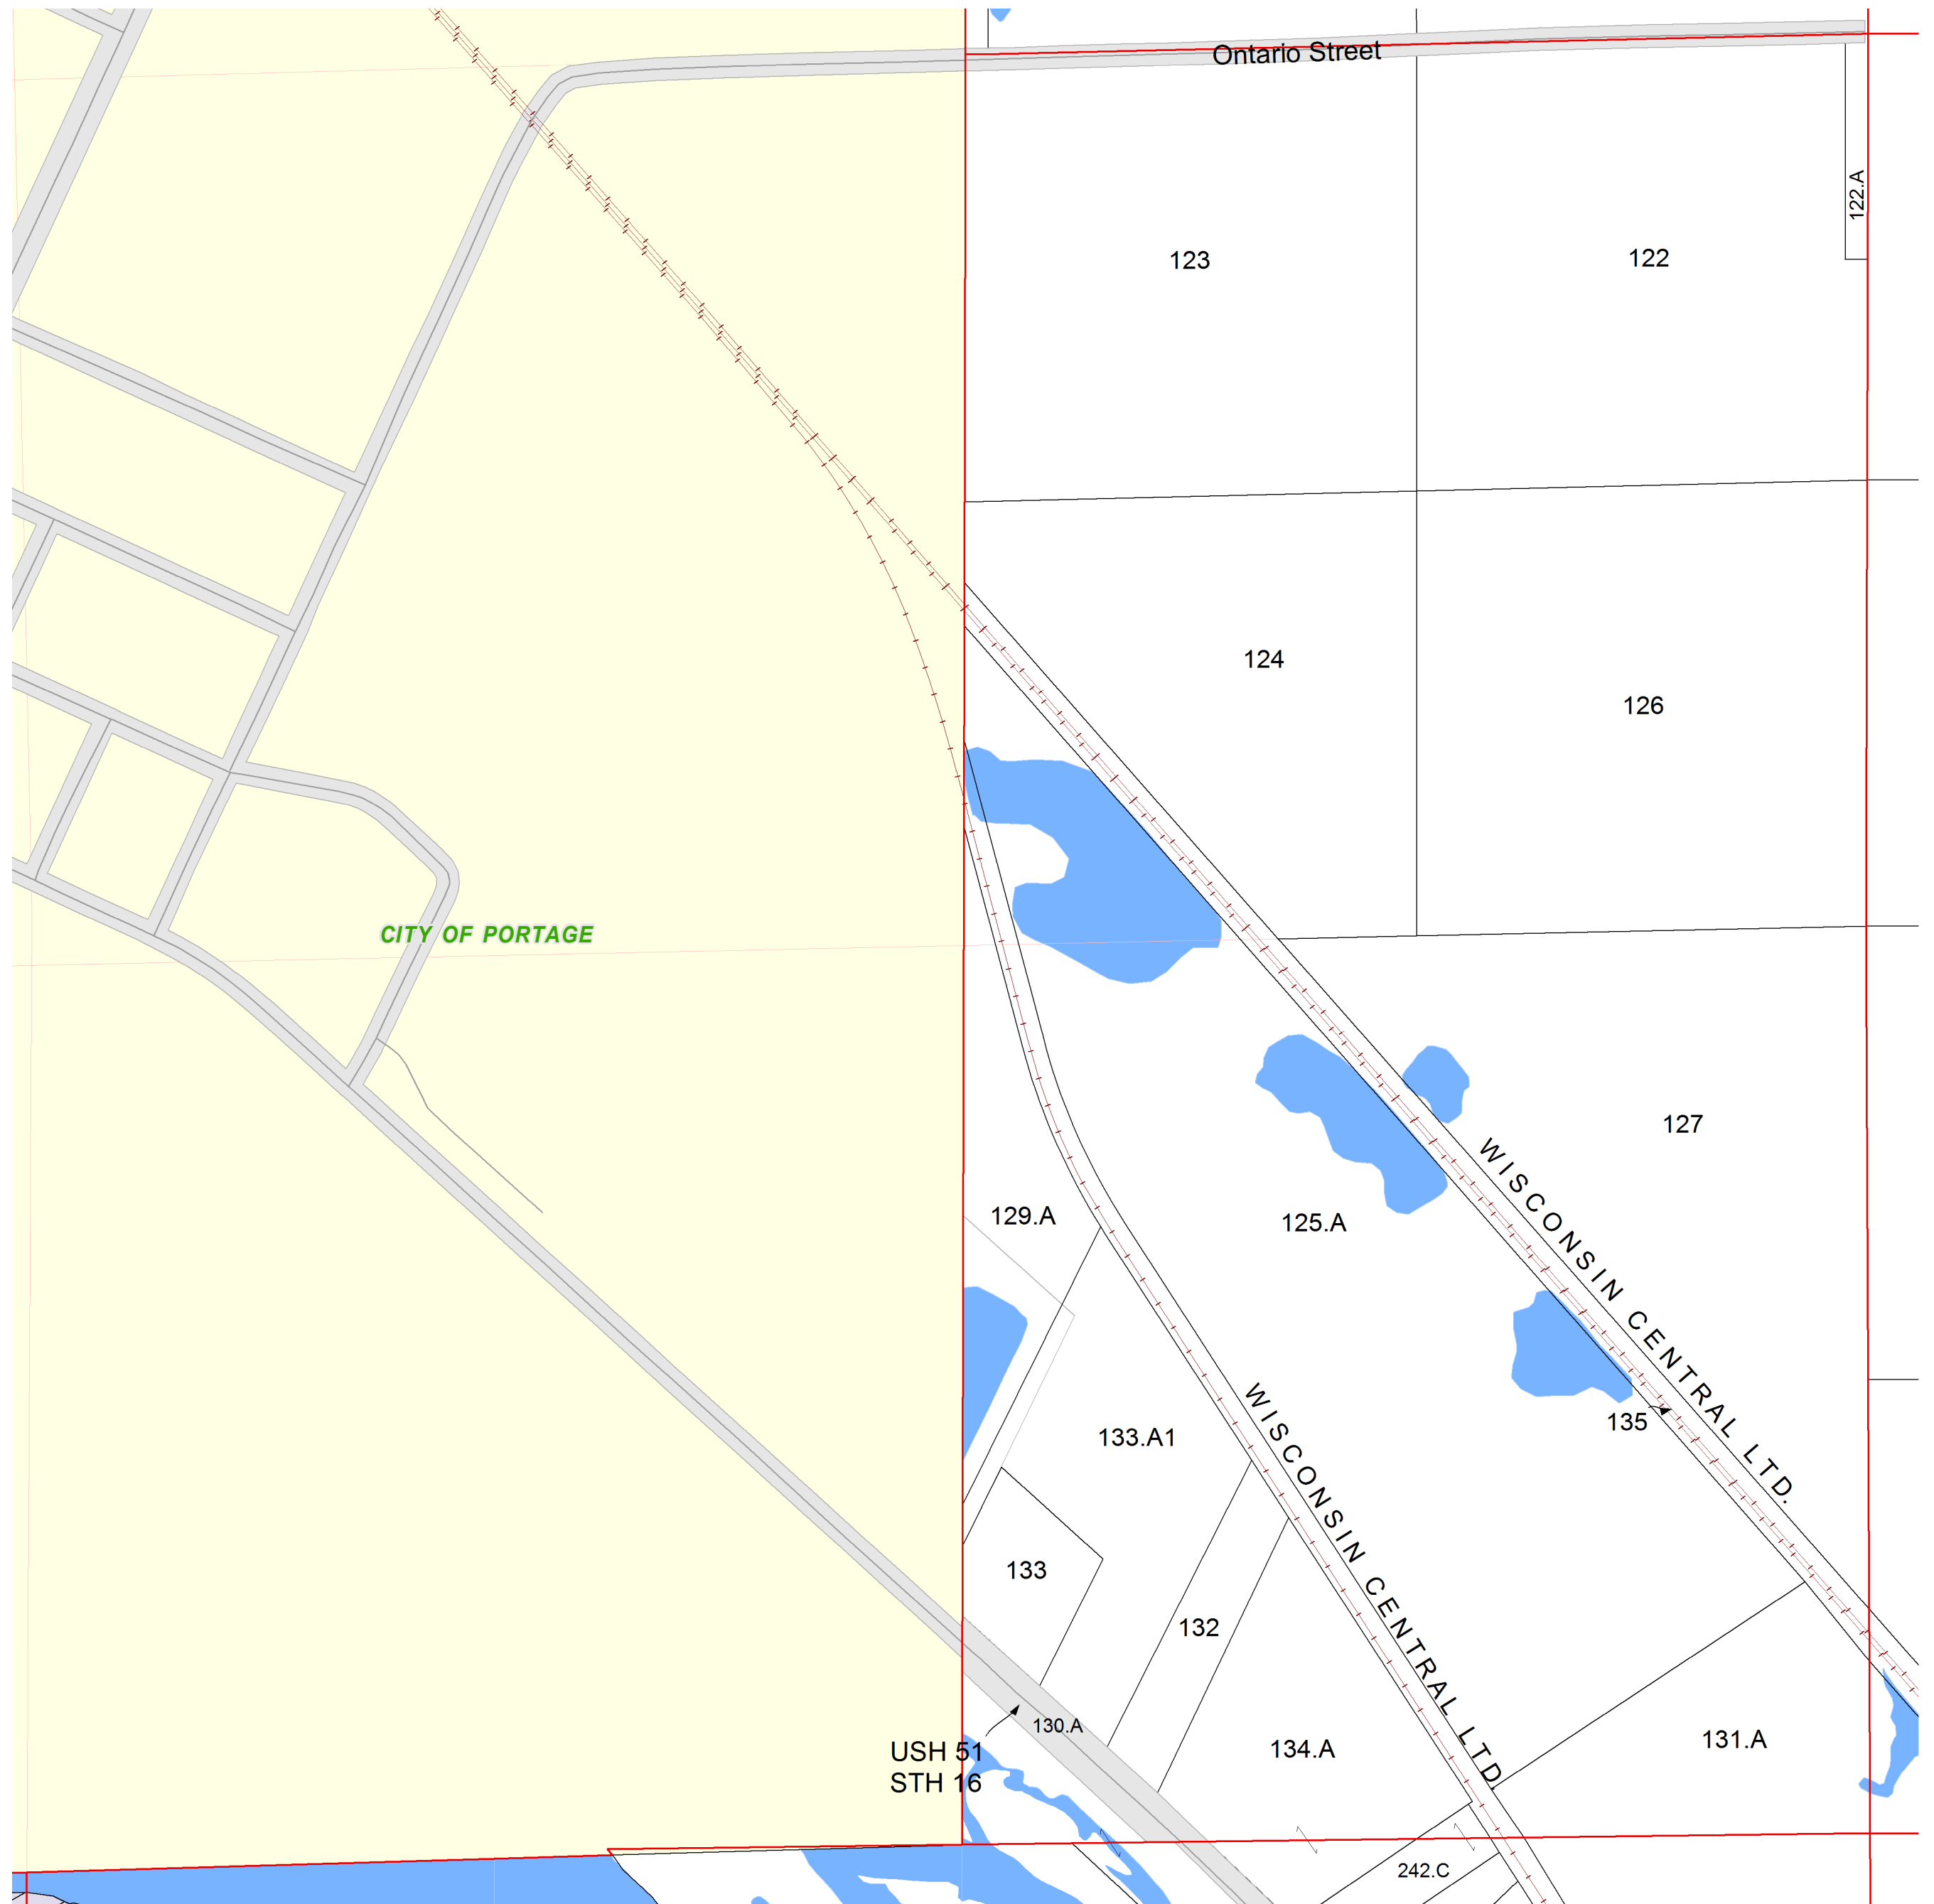 Ontario Street
122.A
123
122
124
126
CITY OF PORTAGE
127
129.A
125.A
WISCONSIN CENTRAL LTD.
135
133.A1
WISCONSIN CENTRAL LTD.
133
132
130.A
USH 51
STH 16
134.A
131.A
242.C